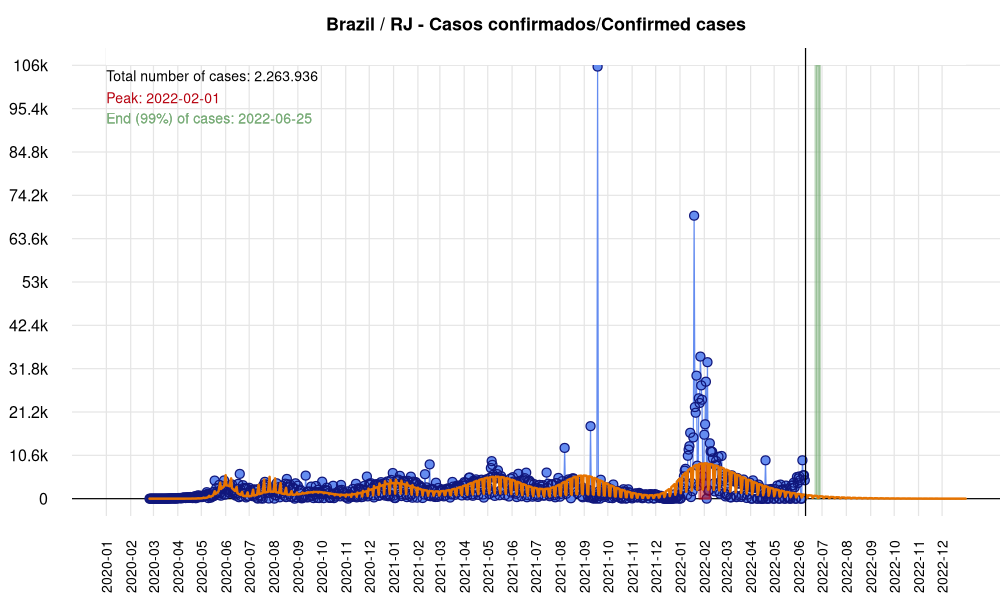 Brazil / RJ - Casos confirmados/Confirmed cases
106k
95.4k
84.8k
74.2k
63.6k
53k
42.4k
31.8k
21.2k
10.6k
0
Total number of cases: 2.263.936
Peak: 2022-02-01
End (99%) of cases: 2022-06-25
2020-01
2020-02
2020-03
2020-04
2020-05
2020-06
2020-07
2020-08
2020-09
2020-10
2020-11
2020-12
2021-01
2021-02
2021-03
2021-04
2021-05
2021-06
2021-07
2021-08
2021-09
2021-10
2021-11
2021-12
2022-01
2022-02
2022-03
2022-04
2022-05
2022-06
2022-07
2022-08
2022-09
2022-10
2022-11
2022-12